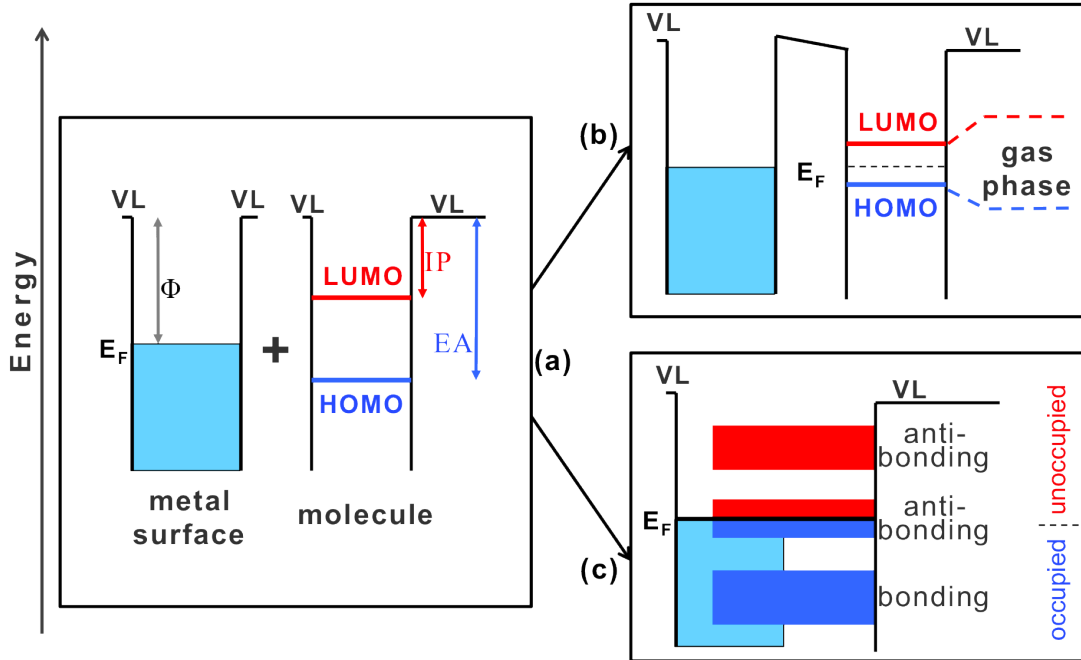 Energy
VL
VL
VL
VL
Φ
IP
LUMO
E_F
+
EA
HOMO
metal
surface
molecule
(a)
(b)
VL
VL
LUMO
E_F
HOMO
gas
phase
(c)
VL
VL
anti-
bonding
E_F
anti-
bonding
bonding
unoccupied
occupied